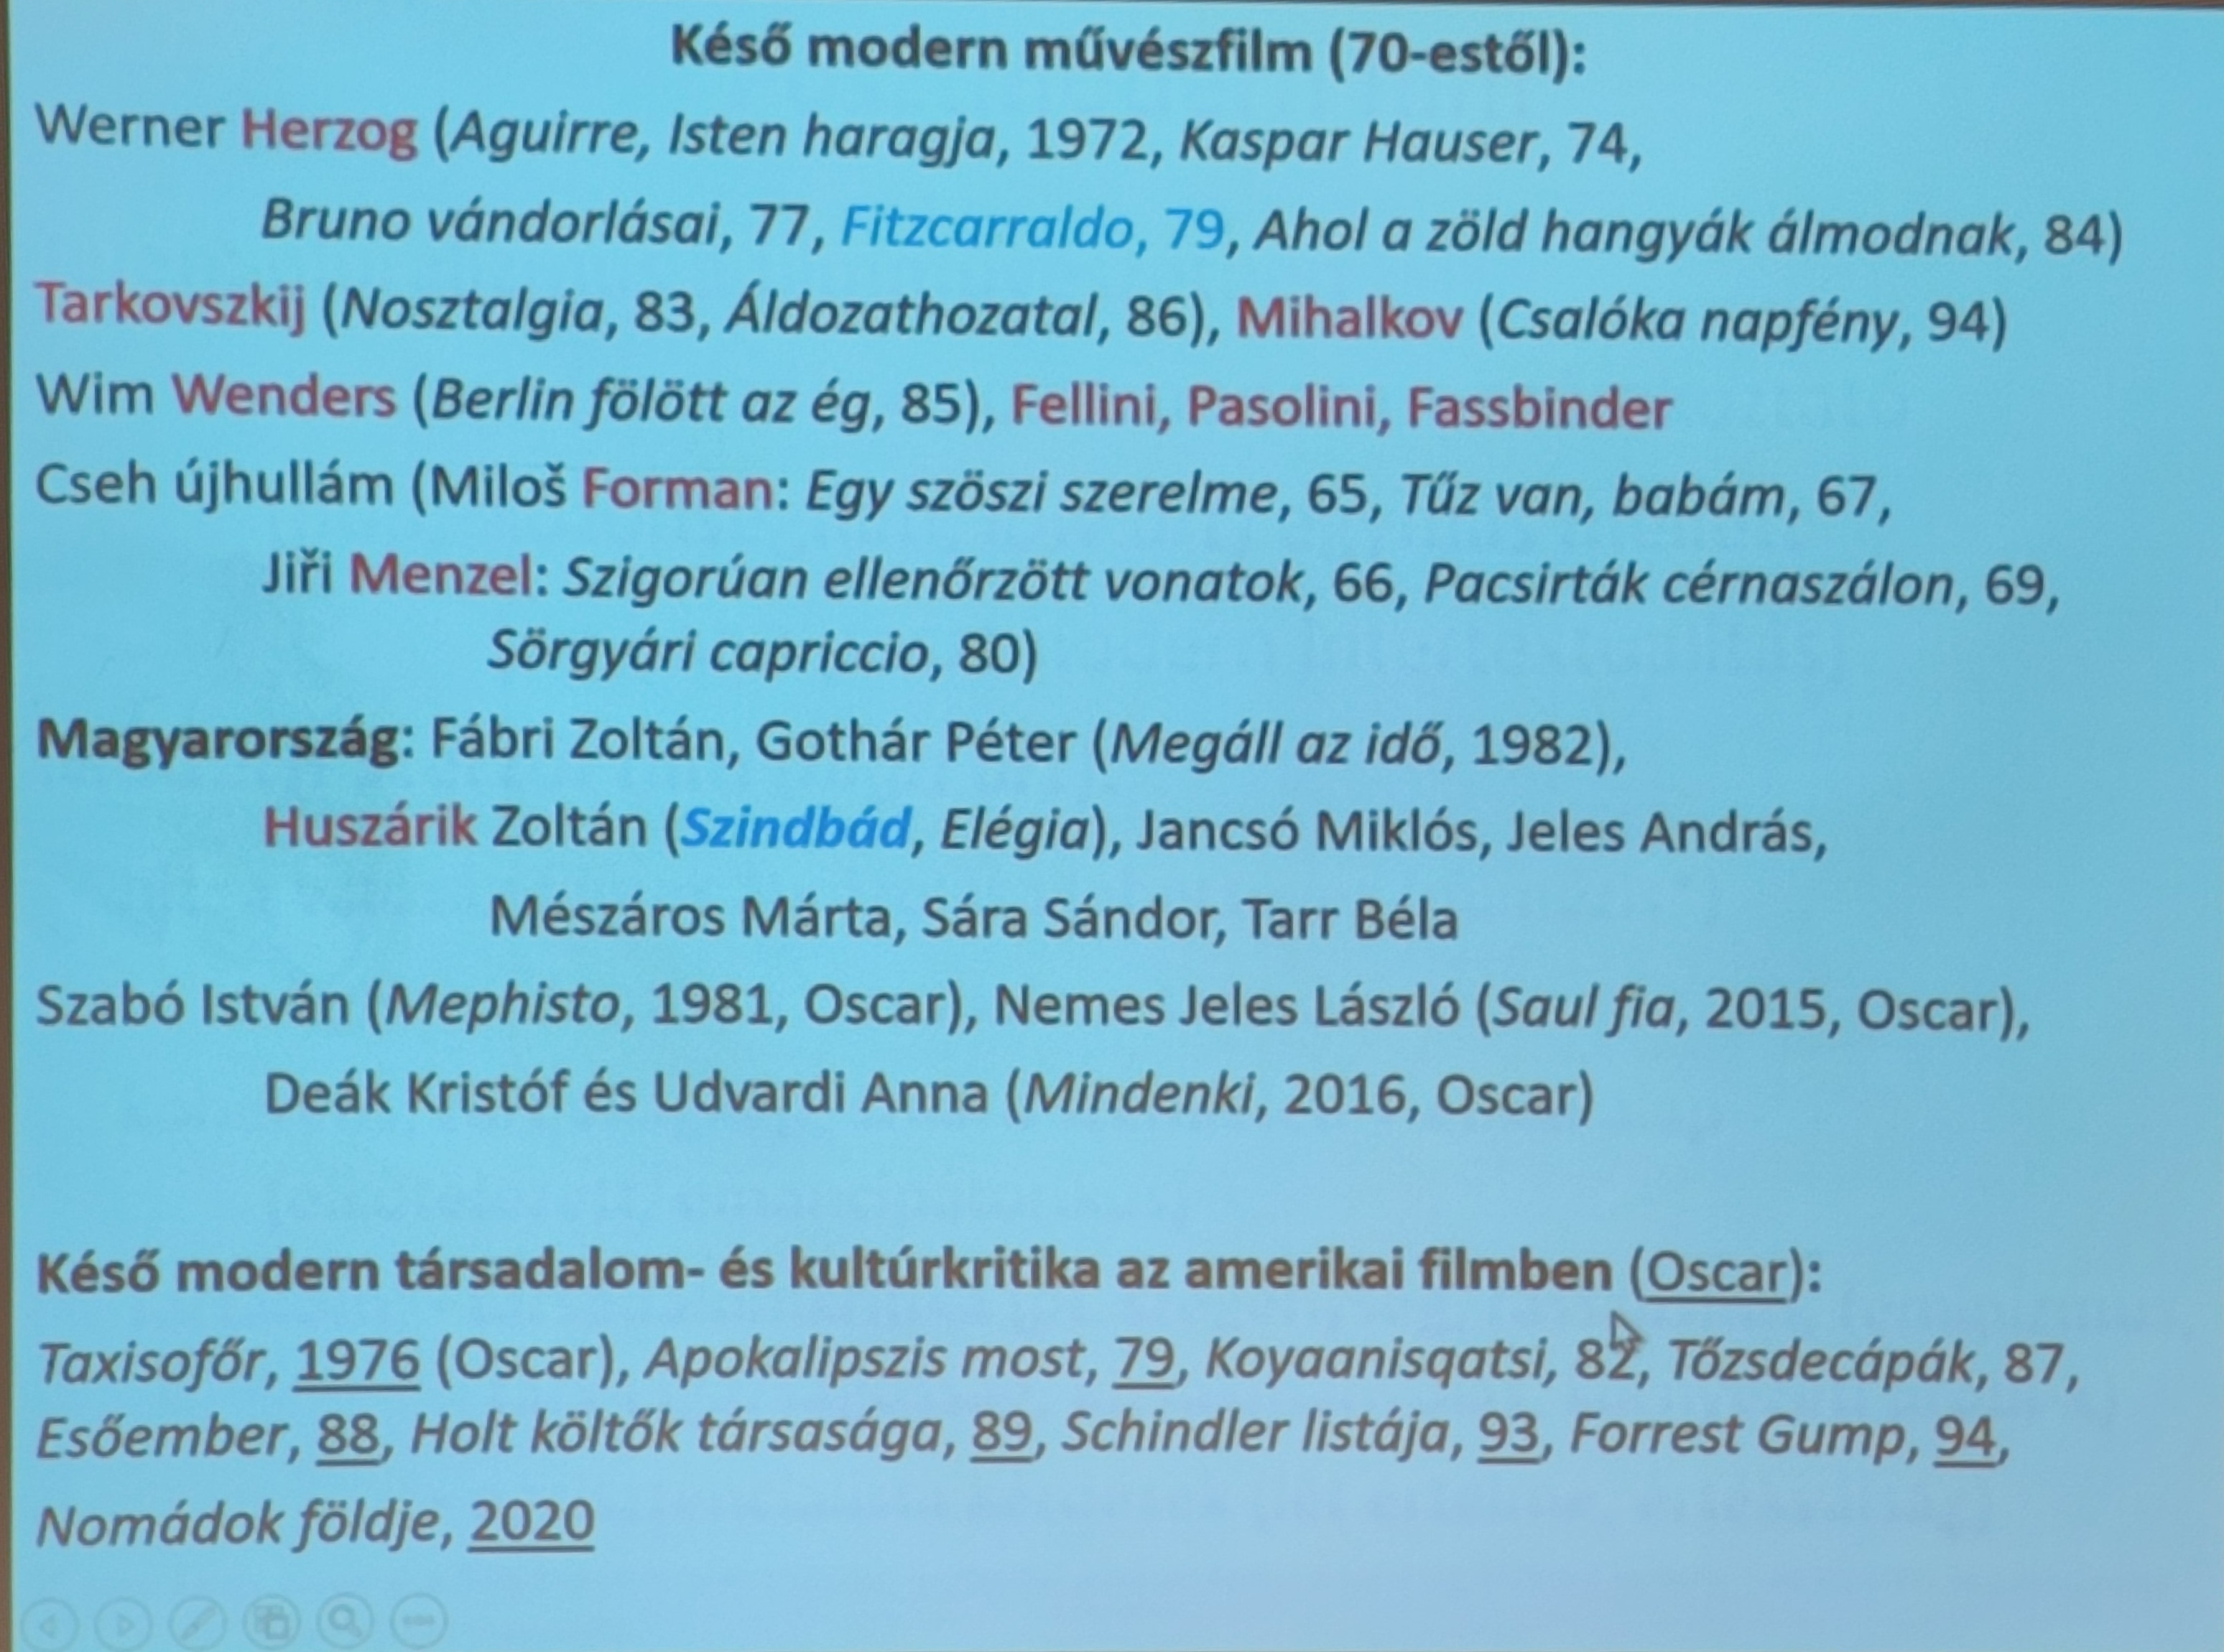 Késő modern művészfilm (70-estől):
Werner Herzog (Aguirre, Isten haragja, 1972, Kaspar Hauser, 74,
Bruno vándorlásai, 77, Fitzcarraldo, 79, Ahol a zöld hangyák álmodnak, 84)
Tarkovszkij (Nosztalgia, 83, Áldozathozatal, 86), Mihalkov (Csalóka napfény, 94)
Wim Wenders (Berlin fölött az ég, 85), Fellini, Pasolini, Fassbinder
Cseh újhullám (Miloš Forman: Egy szöszi szerelme, 65, Tűz van, babám, 67,
Jiři Menzel: Szigorúan ellenőrzött vonatok, 66, Pacsirták cérnaszálon, 69,
Sörgyári capriccio, 80)
Magyarország: Fábri Zoltán, Gothár Péter (Megáll az idő, 1982),
Huszárik Zoltán (Szindbád, Elégia), Jancsó Miklós, Jeles András,
Mészáros Márta, Sára Sándor, Tarr Béla
Szabó István (Mephisto, 1981, Oscar), Nemes Jeles László (Saul fia, 2015, Oscar),
Deák Kristóf és Udvardi Anna (Mindenki, 2016, Oscar)
Késő modern társadalom- és kultúrkritika az amerikai filmben (Oscar):
Taxisofőr, 1976 (Oscar), Apokalipszis most, 79, Koyaanisqatsi, 82, Tőzsdecápák, 87,
Esőember, 88, Holt költők társasága, 89, Schindler listája, 93, Forrest Gump, 94,
Nomádok földje, 2020